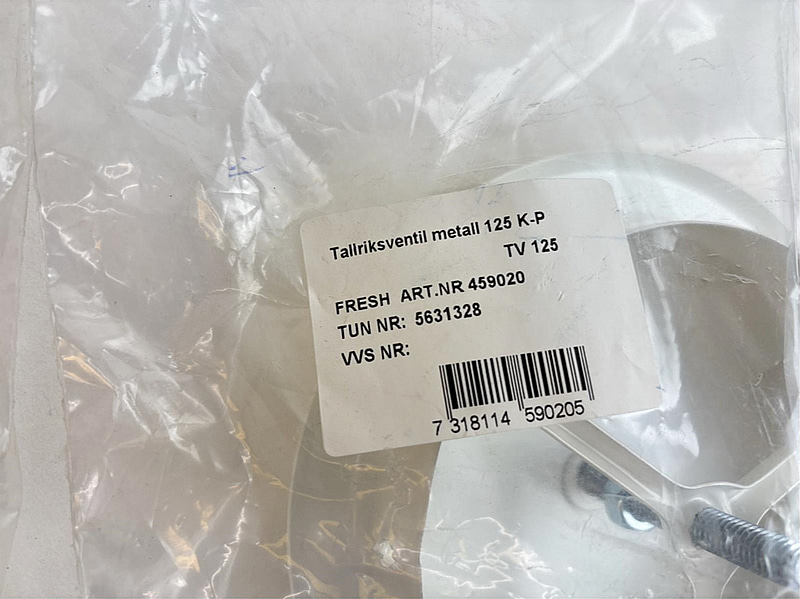 Tallriksventil metall 125 K-P
TV 125
FRESH ART.NR 459020
TUN NR: 5631328
VVS NR:
7 318114 590205